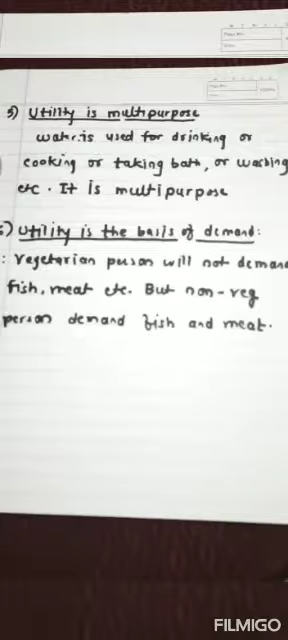 5) Utility is multipurpose
water is used for drinking or
cooking or taking bath, or washing
etc. It is multipurpose
6) Utility is the basis of demand:
: Vegetarian person will not demand
fish, meat etc. But non-veg
person demand fish and meat.
FILMIGO